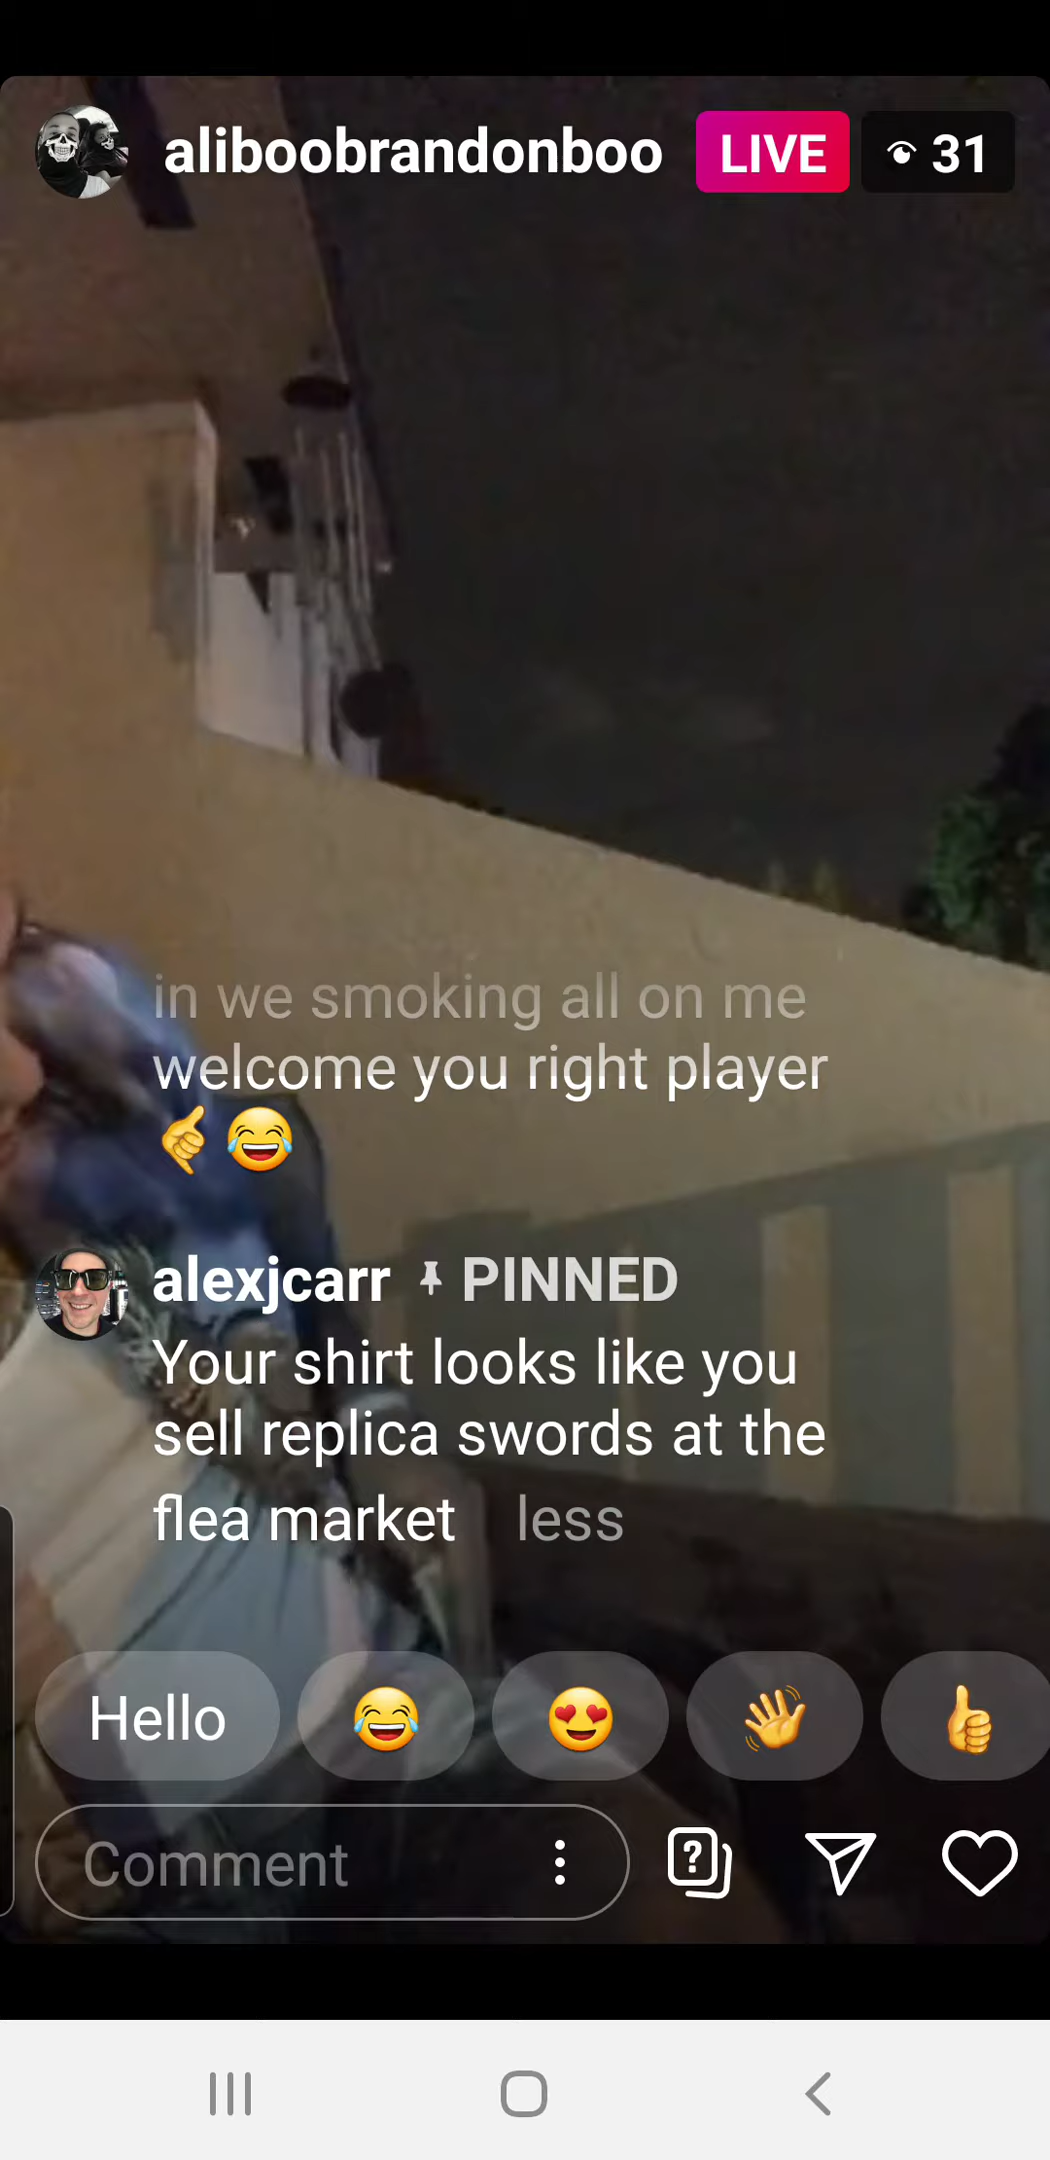 aliboobrandonboo LIVE 31
in we smoking all on me
welcome you right player
🤙😂
alexjcarr PINNED
Your shirt looks like you
sell replica swords at the
flea market less
Hello 😂 😍 👋 👍
Comment